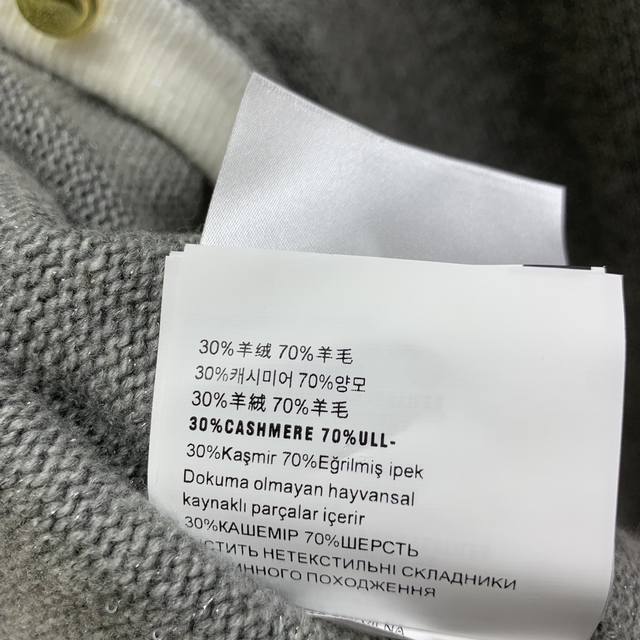 30%羊绒 70%羊毛
30%캐시미어 70%양모
30%羊絨 70%羊毛
30%CASHMERE 70%ULL-
30%Kaşmir 70%Eğrilmiş ipek
Dokuma olmayan hayvansal
kaynaklı parçalar içerir
30%КАШЕМІР 70%ШЕРСТЬ
НЕТЕКСТИЛЬНІ СКЛАДНИКИ
ПОХОДЖЕННЯ